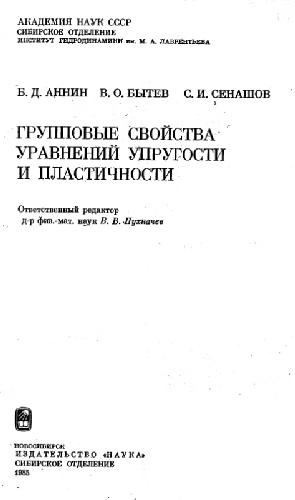 АКАДЕМИЯ НАУК СССР
СИБИРСКОЕ ОТДЕЛЕНИЕ
ИНСТИТУТ ГИДРОДИНАМИКИ им. М. А. ЛАВРЕНТЬЕВА
Б. Д. АННИН В. О. БЫТЕВ С. И. СЕНАШОВ
ГРУППОВЫЕ СВОЙСТВА
УРАВНЕНИЙ УПРУГОСТИ
И ПЛАСТИЧНОСТИ
Ответственный редактор
д-р физ.-мат. наук В. В. Пухначев
НОВОСИБИРСК
ИЗДАТЕЛЬСТВО «НАУКА»
СИБИРСКОЕ ОТДЕЛЕНИЕ
1985